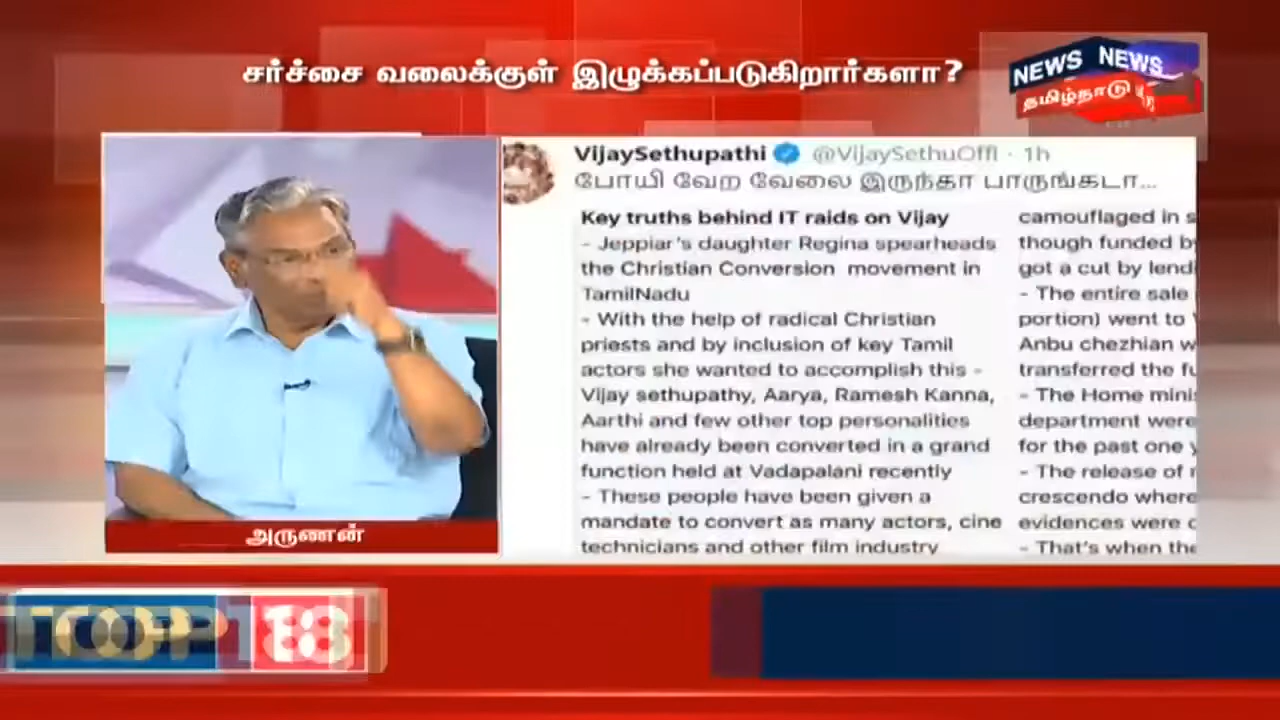 சர்ச்சை வலைக்குள் இழுக்கப்படுகிறார்களா?
NEWS NEWS
தமிழ்நாடு
VijaySethupathi @VijaySethuOffl · 1h
போயி வேற வேலை இருந்கா பாருங்கடா...
Key truths behind IT raids on Vijay
- Jeppiar's daughter Regina spearheads
the Christian Conversion movement in
TamilNadu
- With the help of radical Christian
priests and by inclusion of key Tamil
actors she wanted to accomplish this -
Vijay sethupathy, Aarya, Ramesh Kanna,
Aarthi and few other top personalities
have already been converted in a grand
function held at Vadapalani recently
- These people have been given a
mandate to convert as many actors, cine
technicians and other film industry
camouflaged in s
though funded by
got a cut by lendi
- The entire sale
portion) went to
Anbu chezhian w
transferred the fu
- The Home minis
department were
for the past one y
- The release of
crescendo where
evidences were
- That's when the
அருணன்
TOP 18